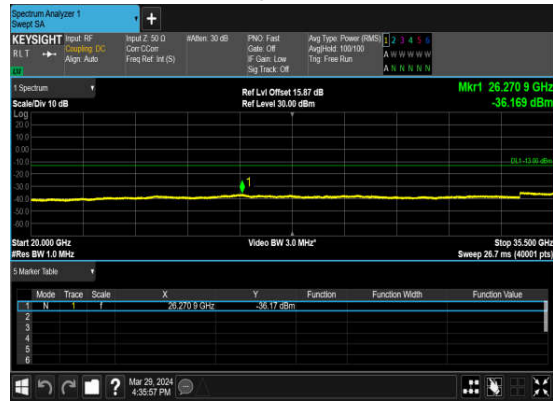 Spectrum Analyzer 1
Swept SA
+
KEYSIGHT Input: RF Input Z: 50 Ω #Atten: 30 dB PNO: Fast Avg Type: Power (RMS) 1 2 3 4 5 6
RLT Coupling: DC Corr CCorr Gate: Off Avg|Hold: 100/100 A W W W W W
Align: Auto Freq Ref: Int (S) IF Gain: Low Trig: Free Run
Sig Track: Off A N N N N N
1 Spectrum Ref Lvl Offset 15.87 dB Mkr1 26.270 9 GHz
Scale/Div 10 dB Ref Level 30.00 dBm -36.169 dBm
Log
20.0
10.0
0.00
-10.0
-20.0
-30.0
-40.0
-50.0
-60.0
1
Start 20.000 GHz Video BW 3.0 MHz* Stop 35.500 GHz
#Res BW 1.0 MHz Sweep 26.7 ms (40001 pts)
5 Marker Table
Mode Trace Scale X Y Function Function Width Function Value
1 N 1 f 26.270 9 GHz -36.17 dBm
2
3
4
5
6
? Mar 29, 2024
4:35:57 PM